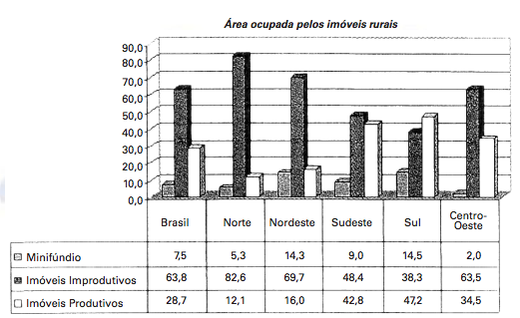 Área ocupada pelos imóveis rurais
90,0
80,0
70,0
60,0
50,0
40,0
30,0
20,0
10,0
0,0
Brasil Norte Nordeste Sudeste Sul Centro-Oeste
Minifúndio 7,5 5,3 14,3 9,0 14,5 2,0
Imóveis Improdutivos 63,8 82,6 69,7 48,4 38,3 63,5
Imóveis Produtivos 28,7 12,1 16,0 42,8 47,2 34,5